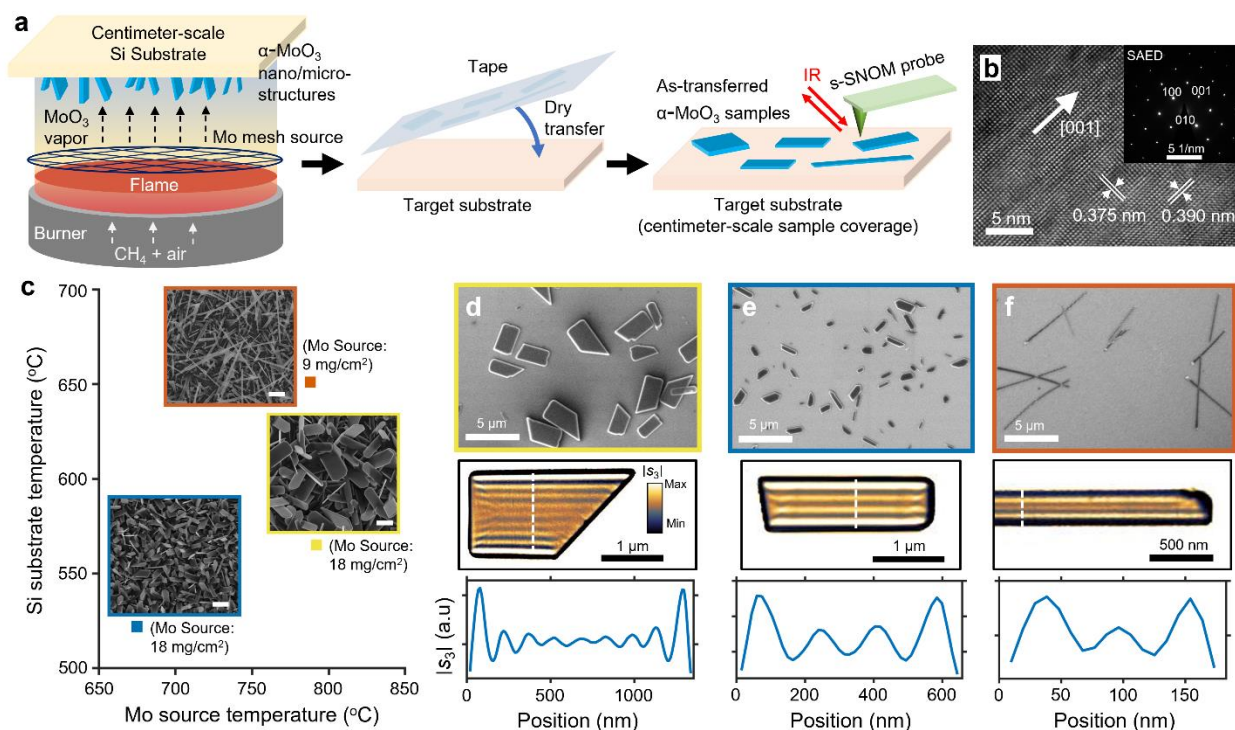 a
Centimeter-scale
Si Substrate
α-MoO₃
nano/micro-
structures
MoO₃
vapor
Mo mesh source
Flame
Burner
CH₄ + air
Tape
Dry
transfer
Target substrate
As-transferred
α-MoO₃ samples
IR
s-SNOM probe
Target substrate
(centimeter-scale sample coverage)
b
SAED
100 001
010
5 1/nm
[001]
0.375 nm
0.390 nm
5 nm
c
Si substrate temperature (°C)
700
650
600
550
500
(Mo Source:
9 mg/cm²)
(Mo Source:
18 mg/cm²)
(Mo Source:
18 mg/cm²)
650 700 750 800 850
Mo source temperature (°C)
d
5 µm
|s₃|
Max
Min
1 µm
|s₃| (a.u)
0 500 1000
Position (nm)
e
5 µm
1 µm
0 200 400 600
Position (nm)
f
5 µm
500 nm
0 50 100 150
Position (nm)